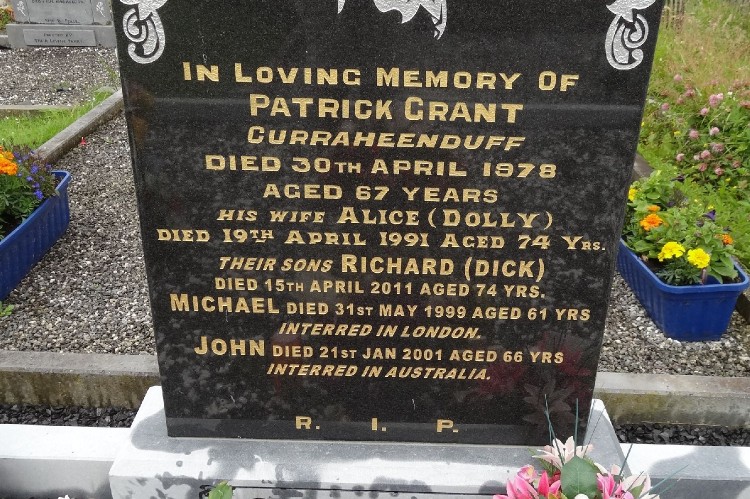 IN LOVING MEMORY OF
PATRICK GRANT
CURRAHEENDUFF
DIED 30TH APRIL 1978
AGED 67 YEARS
HIS WIFE ALICE (DOLLY)
DIED 19TH APRIL 1991 AGED 74 YRS.
THEIR SONS RICHARD (DICK)
DIED 15TH APRIL 2011 AGED 74 YRS.
MICHAEL DIED 31ST MAY 1999 AGED 61 YRS
INTERRED IN LONDON.
JOHN DIED 21ST JAN 2001 AGED 66 YRS
INTERRED IN AUSTRALIA.
R. I. P.